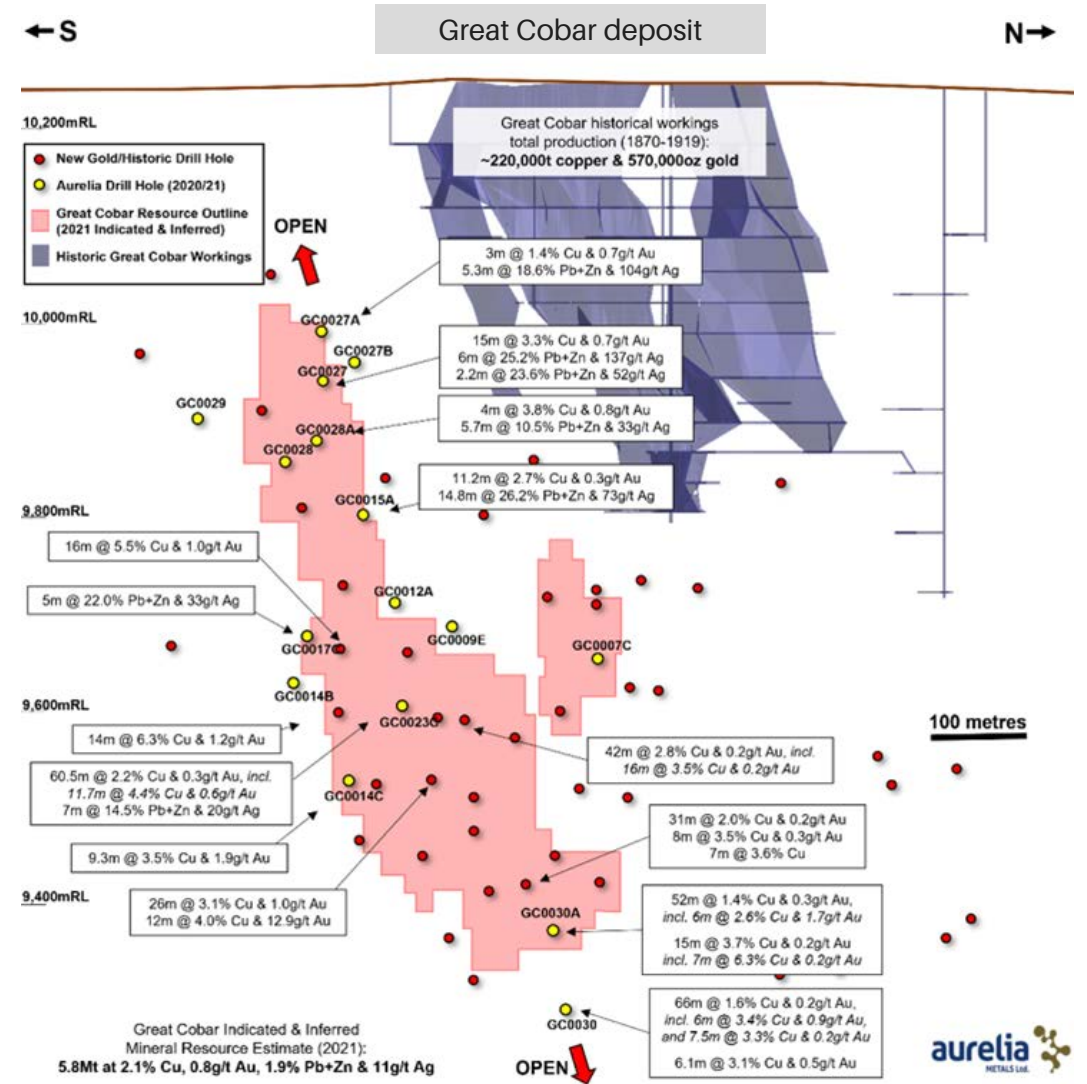 ← S
Great Cobar deposit
N →
10,200mRL
New Gold/Historic Drill Hole
Aurelia Drill Hole (2020/21)
Great Cobar Resource Outline
(2021 Indicated & Inferred)
Historic Great Cobar Workings
Great Cobar historical workings
total production (1870-1919):
~220,000t copper & 570,000oz gold
OPEN
3m @ 1.4% Cu & 0.7g/t Au
5.3m @ 18.6% Pb+Zn & 104g/t Ag
10,000mRL
GC0027A
GC0027B
GC0027
15m @ 3.3% Cu & 0.7g/t Au
6m @ 25.2% Pb+Zn & 137g/t Ag
2.2m @ 23.6% Pb+Zn & 52g/t Ag
GC0029
GC0028A
GC0028
4m @ 3.8% Cu & 0.8g/t Au
5.7m @ 10.5% Pb+Zn & 33g/t Ag
11.2m @ 2.7% Cu & 0.3g/t Au
14.8m @ 26.2% Pb+Zn & 73g/t Ag
GC0015A
9,800mRL
16m @ 5.5% Cu & 1.0g/t Au
5m @ 22.0% Pb+Zn & 33g/t Ag
GC0012A
GC0009E
GC0007C
GC0017C
GC0014B
9,600mRL
GC0023G
100 metres
14m @ 6.3% Cu & 1.2g/t Au
42m @ 2.8% Cu & 0.2g/t Au, incl.
16m @ 3.5% Cu & 0.2g/t Au
60.5m @ 2.2% Cu & 0.3g/t Au, incl.
11.7m @ 4.4% Cu & 0.6g/t Au
7m @ 14.5% Pb+Zn & 20g/t Ag
GC0014C
31m @ 2.0% Cu & 0.2g/t Au
8m @ 3.5% Cu & 0.3g/t Au
7m @ 3.6% Cu
9.3m @ 3.5% Cu & 1.9g/t Au
9,400mRL
26m @ 3.1% Cu & 1.0g/t Au
12m @ 4.0% Cu & 12.9g/t Au
GC0030A
52m @ 1.4% Cu & 0.3g/t Au,
incl. 6m @ 2.6% Cu & 1.7g/t Au
15m @ 3.7% Cu & 0.2g/t Au
incl. 7m @ 6.3% Cu & 0.2g/t Au
GC0030
66m @ 1.6% Cu & 0.2g/t Au,
incl. 6m @ 3.4% Cu & 0.9g/t Au,
and 7.5m @ 3.3% Cu & 0.2g/t Au
6.1m @ 3.1% Cu & 0.5g/t Au
Great Cobar Indicated & Inferred
Mineral Resource Estimate (2021):
5.8Mt at 2.1% Cu, 0.8g/t Au, 1.9% Pb+Zn & 11g/t Ag
OPEN
aurelia
METALS Ltd.